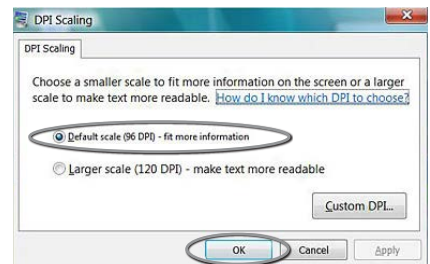 DPI Scaling
DPI Scaling
Choose a smaller scale to fit more information on the screen or a larger
scale to make text more readable. How do I know which DPI to choose?
Default scale (96 DPI) - fit more information
Larger scale (120 DPI) - make text more readable
Custom DPI...
OK Cancel Apply